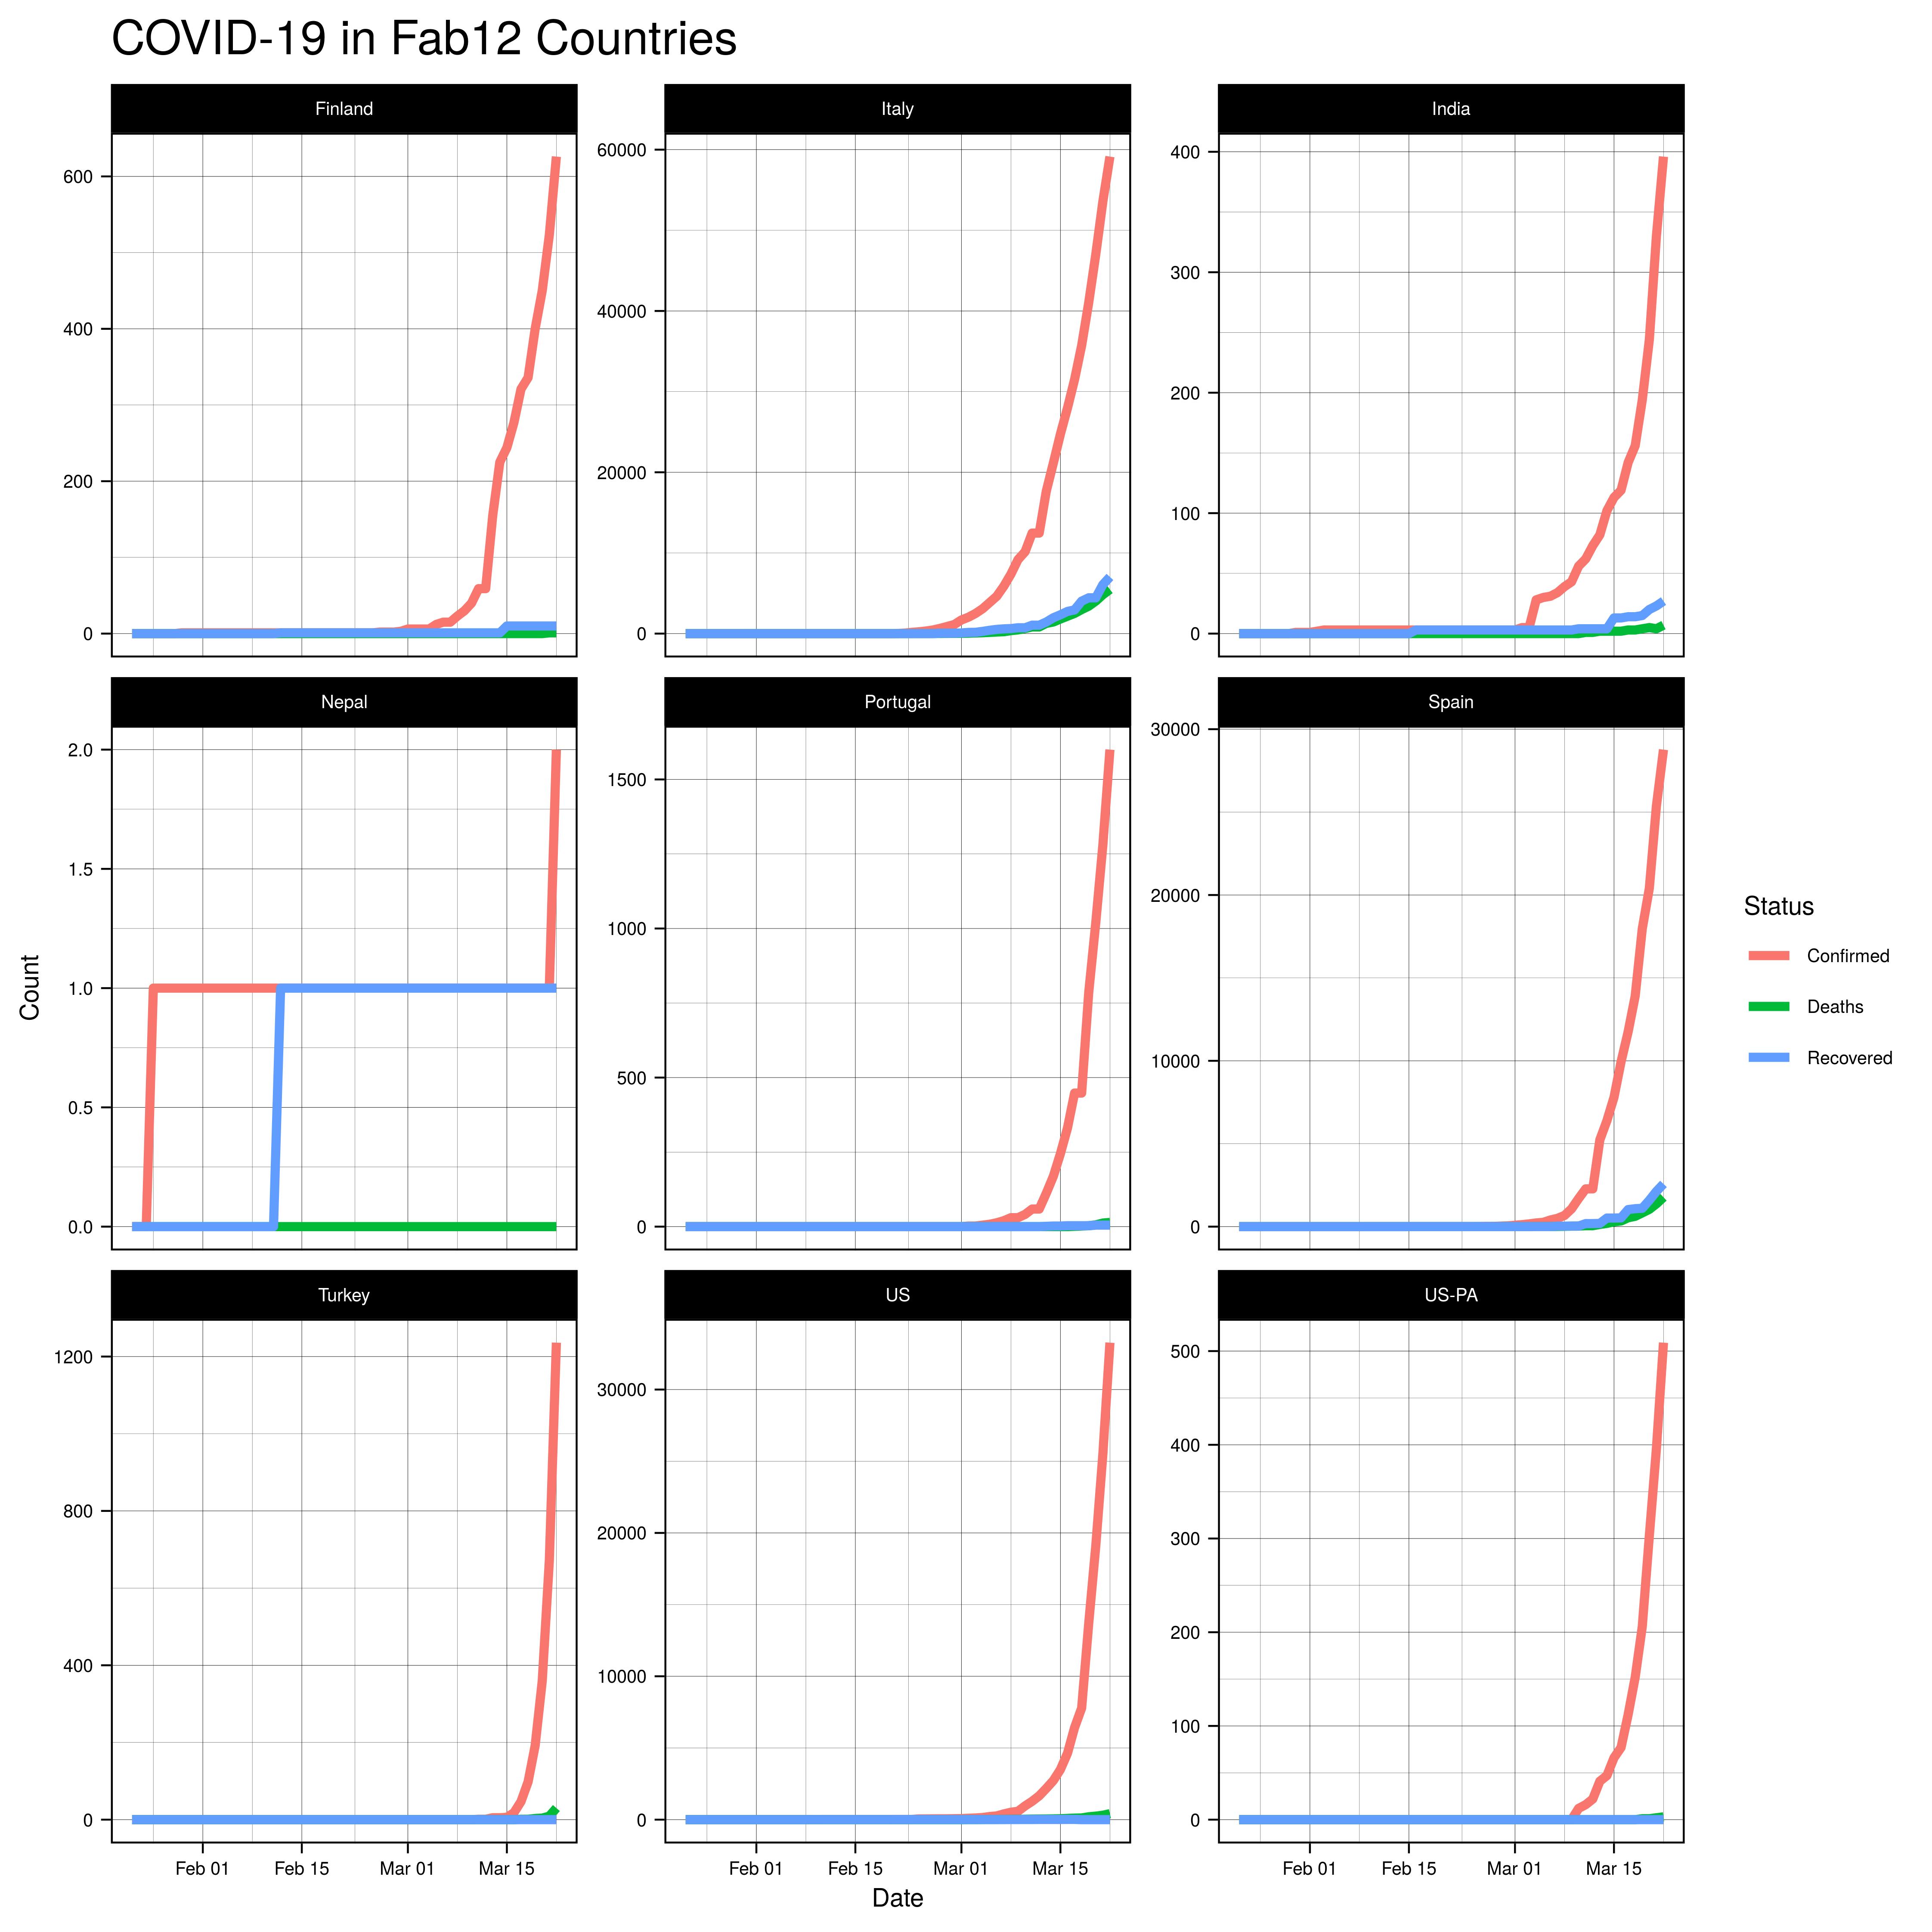 COVID-19 in Fab12 Countries
Finland
Italy
India
600
400
200
0
60000
40000
20000
0
400
300
200
100
0
Nepal
Portugal
Spain
2.0
1.5
1.0
0.5
0.0
1500
1000
500
0
30000
20000
10000
0
Turkey
US
US-PA
1200
800
400
0
30000
20000
10000
0
500
400
300
200
100
0
Feb 01
Feb 15
Mar 01
Mar 15
Feb 01
Feb 15
Mar 01
Mar 15
Feb 01
Feb 15
Mar 01
Mar 15
Date
Count
Status
Confirmed
Deaths
Recovered